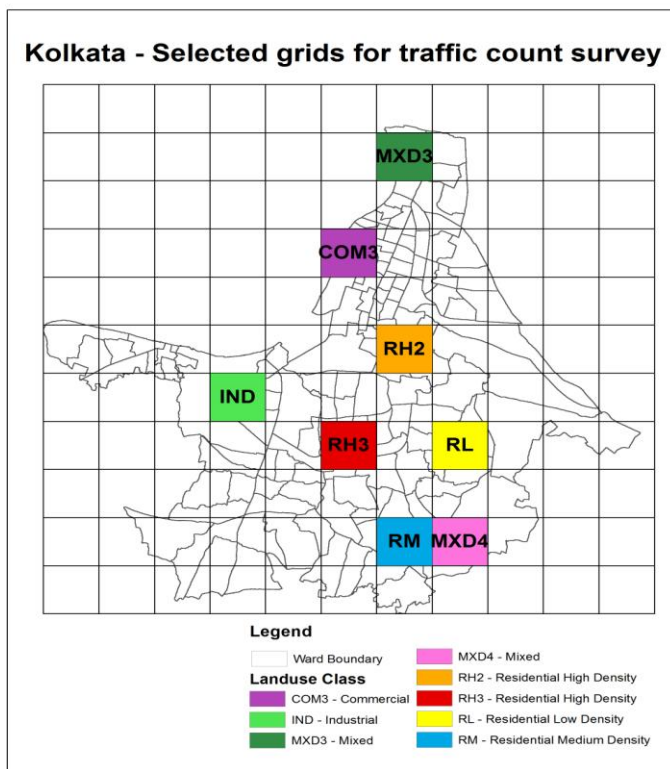 Kolkata - Selected grids for traffic count survey
MXD3
COM3
RH2
IND
RH3
RL
RM
MXD4
Legend
Ward Boundary
Landuse Class
COM3 - Commercial
IND - Industrial
MXD3 - Mixed
MXD4 - Mixed
RH2 - Residential High Density
RH3 - Residential High Density
RL - Residential Low Density
RM - Residential Medium Density